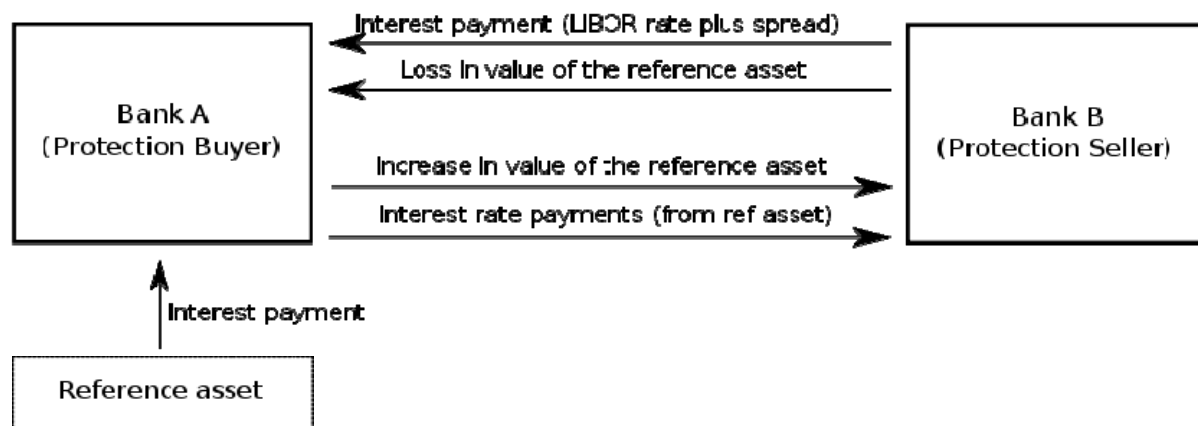 Interest payment (LIBOR rate plus spread)
Loss in value of the reference asset
Bank A
(Protection Buyer)
Bank B
(Protection Seller)
Increase in value of the reference asset
Interest rate payments (from ref asset)
Interest payment
Reference asset